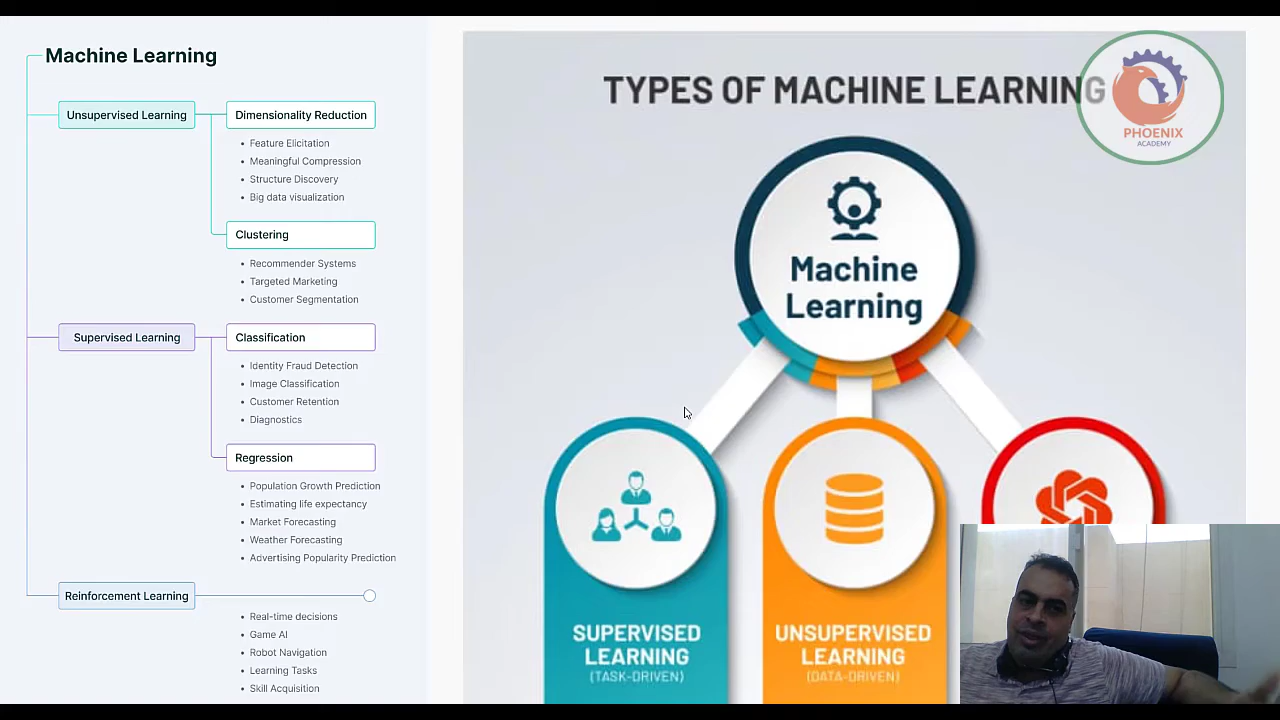 Machine Learning
Unsupervised Learning
Dimensionality Reduction
Feature Elicitation
Meaningful Compression
Structure Discovery
Big data visualization
Clustering
Recommender Systems
Targeted Marketing
Customer Segmentation
Supervised Learning
Classification
Identity Fraud Detection
Image Classification
Customer Retention
Diagnostics
Regression
Population Growth Prediction
Estimating life expectancy
Market Forecasting
Weather Forecasting
Advertising Popularity Prediction
Reinforcement Learning
Real-time decisions
Game AI
Robot Navigation
Learning Tasks
Skill Acquisition
TYPES OF MACHINE LEARNING
PHOENIX
ACADEMY
Machine
Learning
SUPERVISED
LEARNING
(TASK-DRIVEN)
UNSUPERVISED
LEARNING
(DATA-DRIVEN)